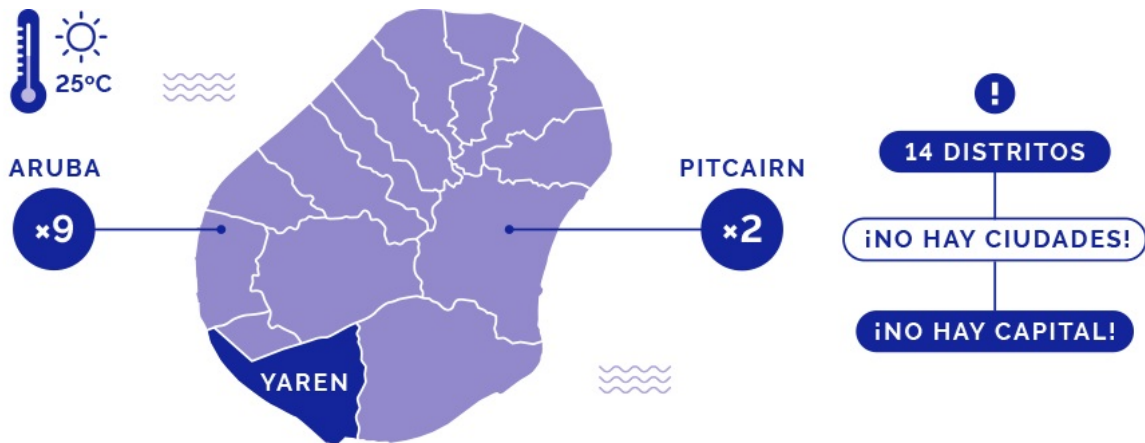 25ºC
ARUBA
×9
PITCAIRN
×2
YAREN
!
14 DISTRITOS
¡NO HAY CIUDADES!
¡NO HAY CAPITAL!